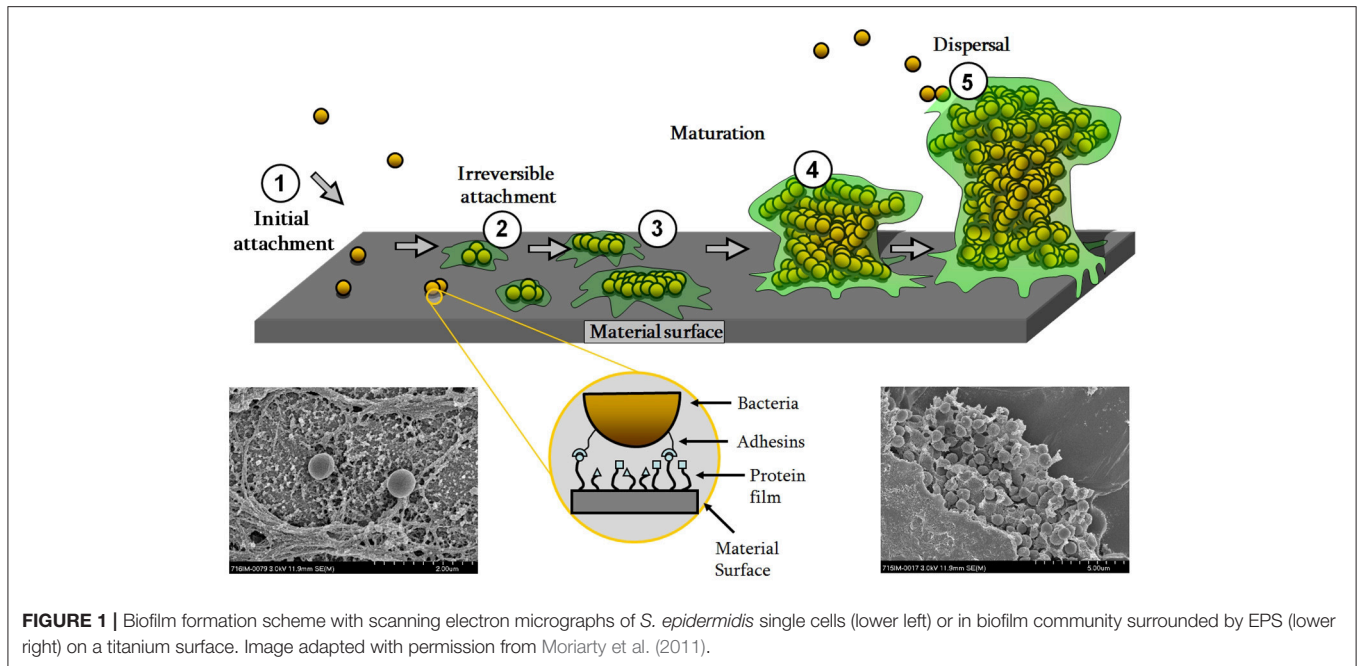 Dispersal
5
Maturation
4
1
Initial
attachment
Irreversible
attachment
2
3
Material surface
Bacteria
Adhesins
Protein
film
Material
Surface
716IM-0079 3.0kV 11.9mm SE(M)
2.00um
715IM-0017 3.0kV 11.9mm SE(M)
5.00um
FIGURE 1 | Biofilm formation scheme with scanning electron micrographs of S. epidermidis single cells (lower left) or in biofilm community surrounded by EPS (lower
right) on a titanium surface. Image adapted with permission from Moriarty et al. (2011).